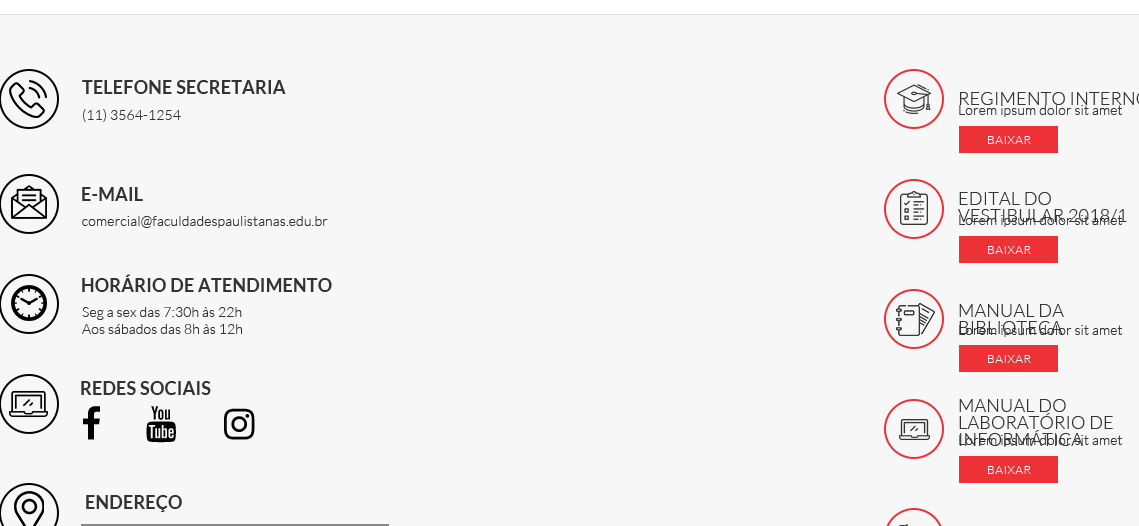 TELEFONE SECRETARIA
(11) 3564-1254
E-MAIL
comercial@faculdadespaulistanas.edu.br
HORÁRIO DE ATENDIMENTO
Seg a sex das 7:30h às 22h
Aos sábados das 8h às 12h
REDES SOCIAIS
You
Tube
ENDEREÇO
REGIMENTO INTERNO
Lorem ipsum dolor sit amet
BAIXAR
EDITAL DO
VESTIBULAR 2018/1
Lorem ipsum dolor sit amet
BAIXAR
MANUAL DA
BIBLIOTECA
Lorem ipsum dolor sit amet
BAIXAR
MANUAL DO
LABORATÓRIO DE
INFORMÁTICA
Lorem ipsum dolor sit amet
BAIXAR